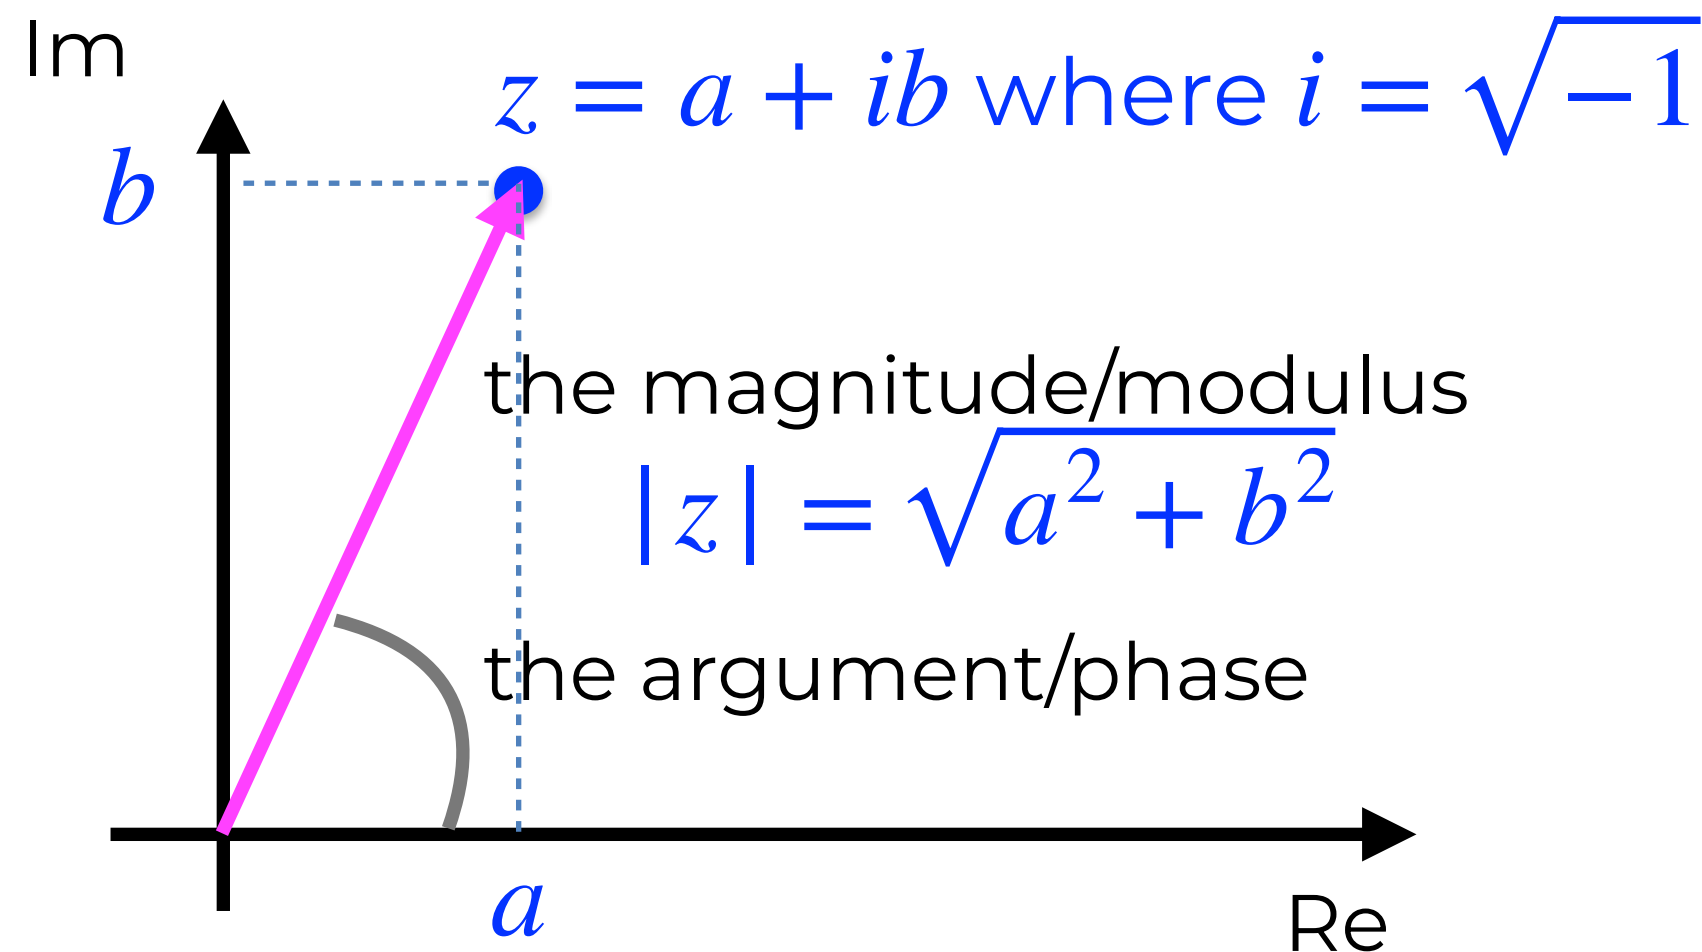 Im
z = a + ib where i = √−1
b
the magnitude/modulus
|z| = √a² + b²
the argument/phase
a
Re